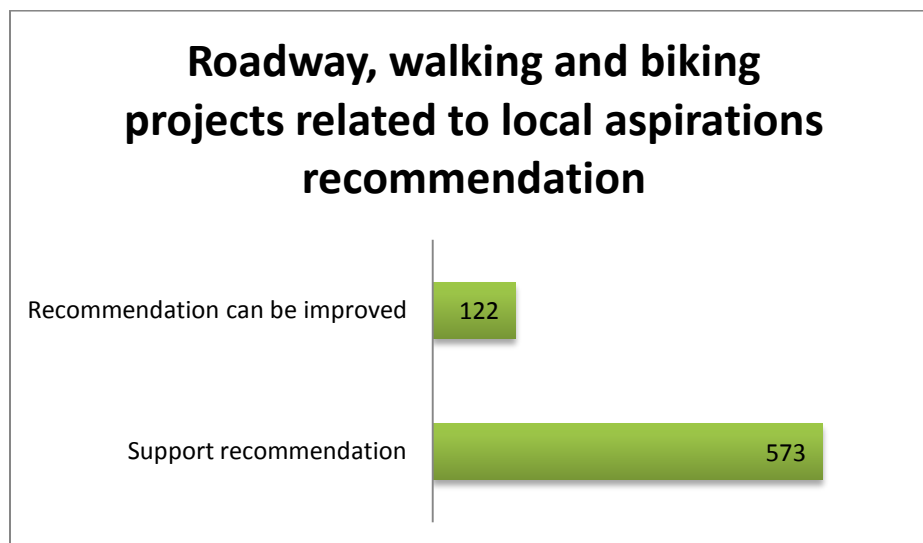 Roadway, walking and biking
projects related to local aspirations
recommendation
Recommendation can be improved
122
Support recommendation
573